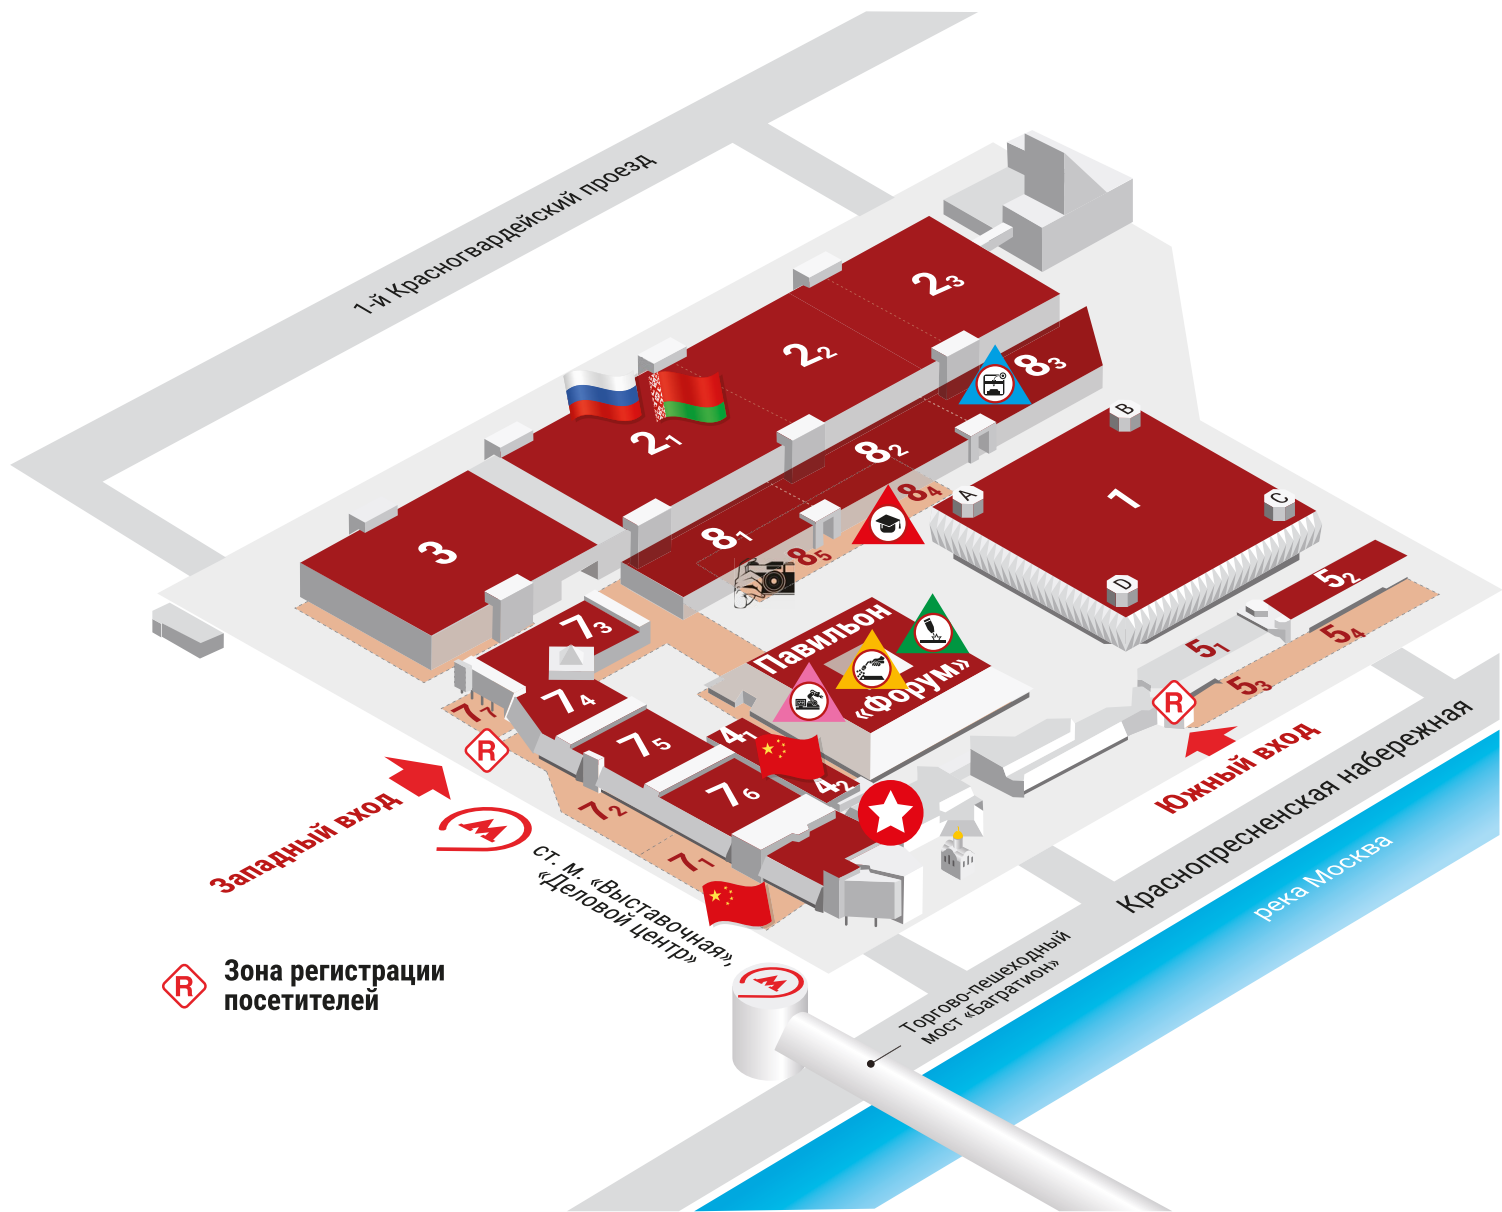 1-й Красногвардейский проезд
2₃
2₂
8₃
2₁
8₂
B
8₄
A
1
C
3
8₁
8₅
D
5₂
7₃
Павильон
«Форум»
5₁
5₄
5₃
7₇
7₄
R
R
7₅
4₁
7₆
4₂
7₂
7₁
Западный вход
Южный вход
Краснопресненская набережная
река Москва
ст. м. «Выставочная»,
«Деловой центр»
Торгово-пешеходный
мост «Багратион»
R
Зона регистрации
посетителей